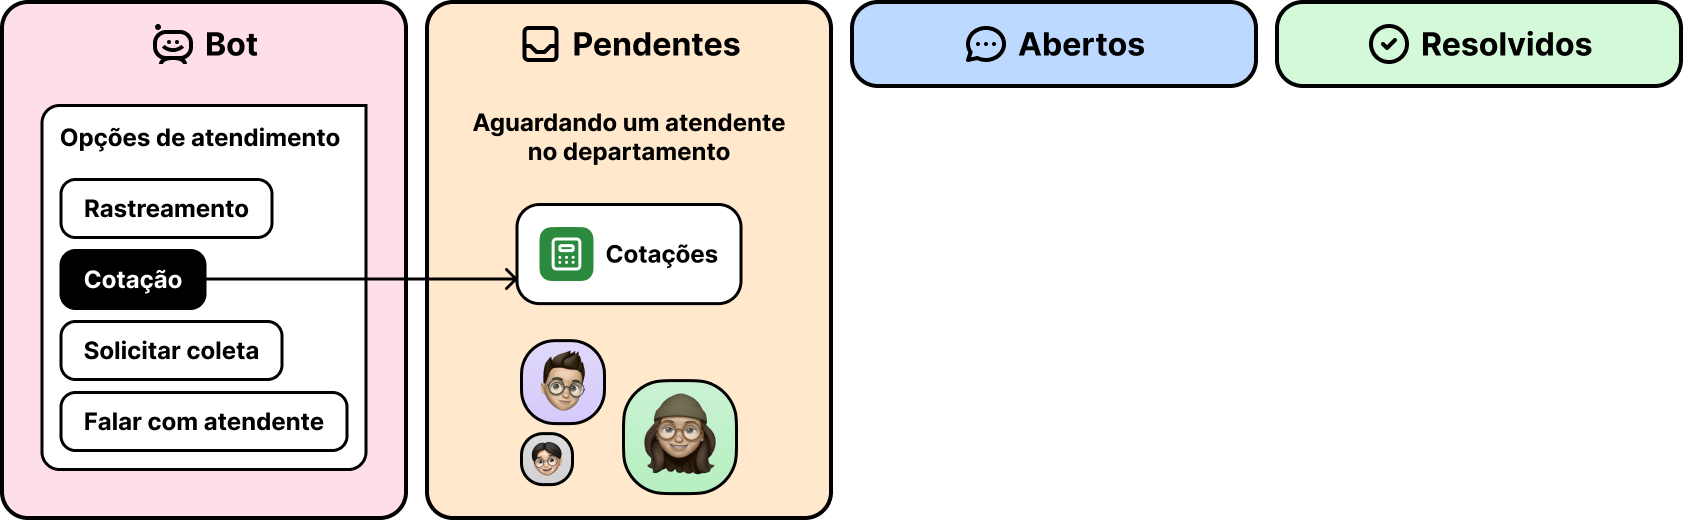 Bot
Opções de atendimento
Rastreamento
Cotação
Solicitar coleta
Falar com atendente
Pendentes
Aguardando um atendente
no departamento
Cotações
Abertos
Resolvidos